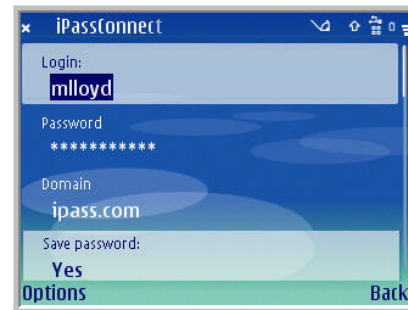 × iPassConnect
Login:
mlloyd
Password
***********
Domain
ipass.com
Save password:
Yes
Options Back